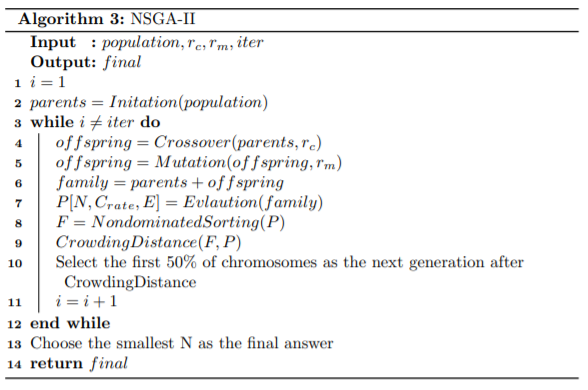 Algorithm 3: NSGA-II
Input : population, r_c, r_m, iter
Output: final
1 i = 1
2 parents = Initation(population)
3 while i ≠ iter do
4 offspring = Crossover(parents, r_c)
5 offspring = Mutation(offspring, r_m)
6 family = parents + offspring
7 P[N, C_rate, E] = Evlaution(family)
8 F = NondominatedSorting(P)
9 CrowdingDistance(F, P)
10 Select the first 50% of chromosomes as the next generation after
CrowdingDistance
11 i = i + 1
12 end while
13 Choose the smallest N as the final answer
14 return final